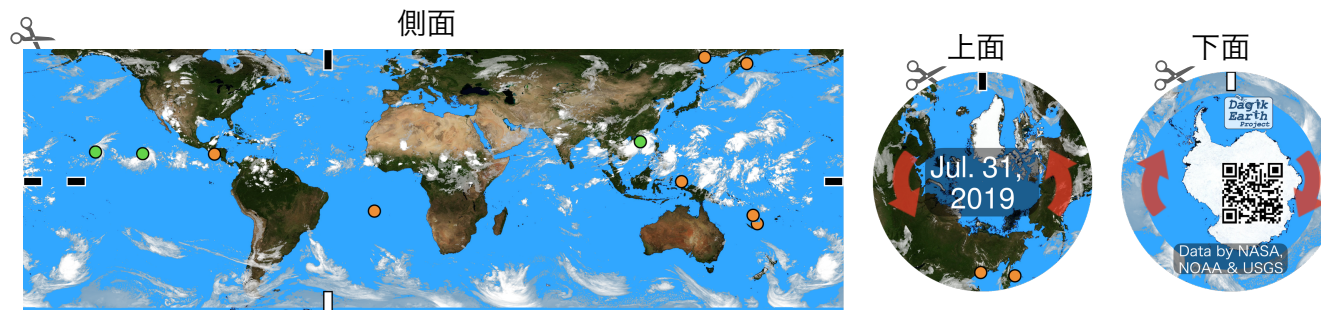 側面
上面
下面
Jul. 31,
2019
Dagik
Earth
Project
Data by NASA,
NOAA & USGS